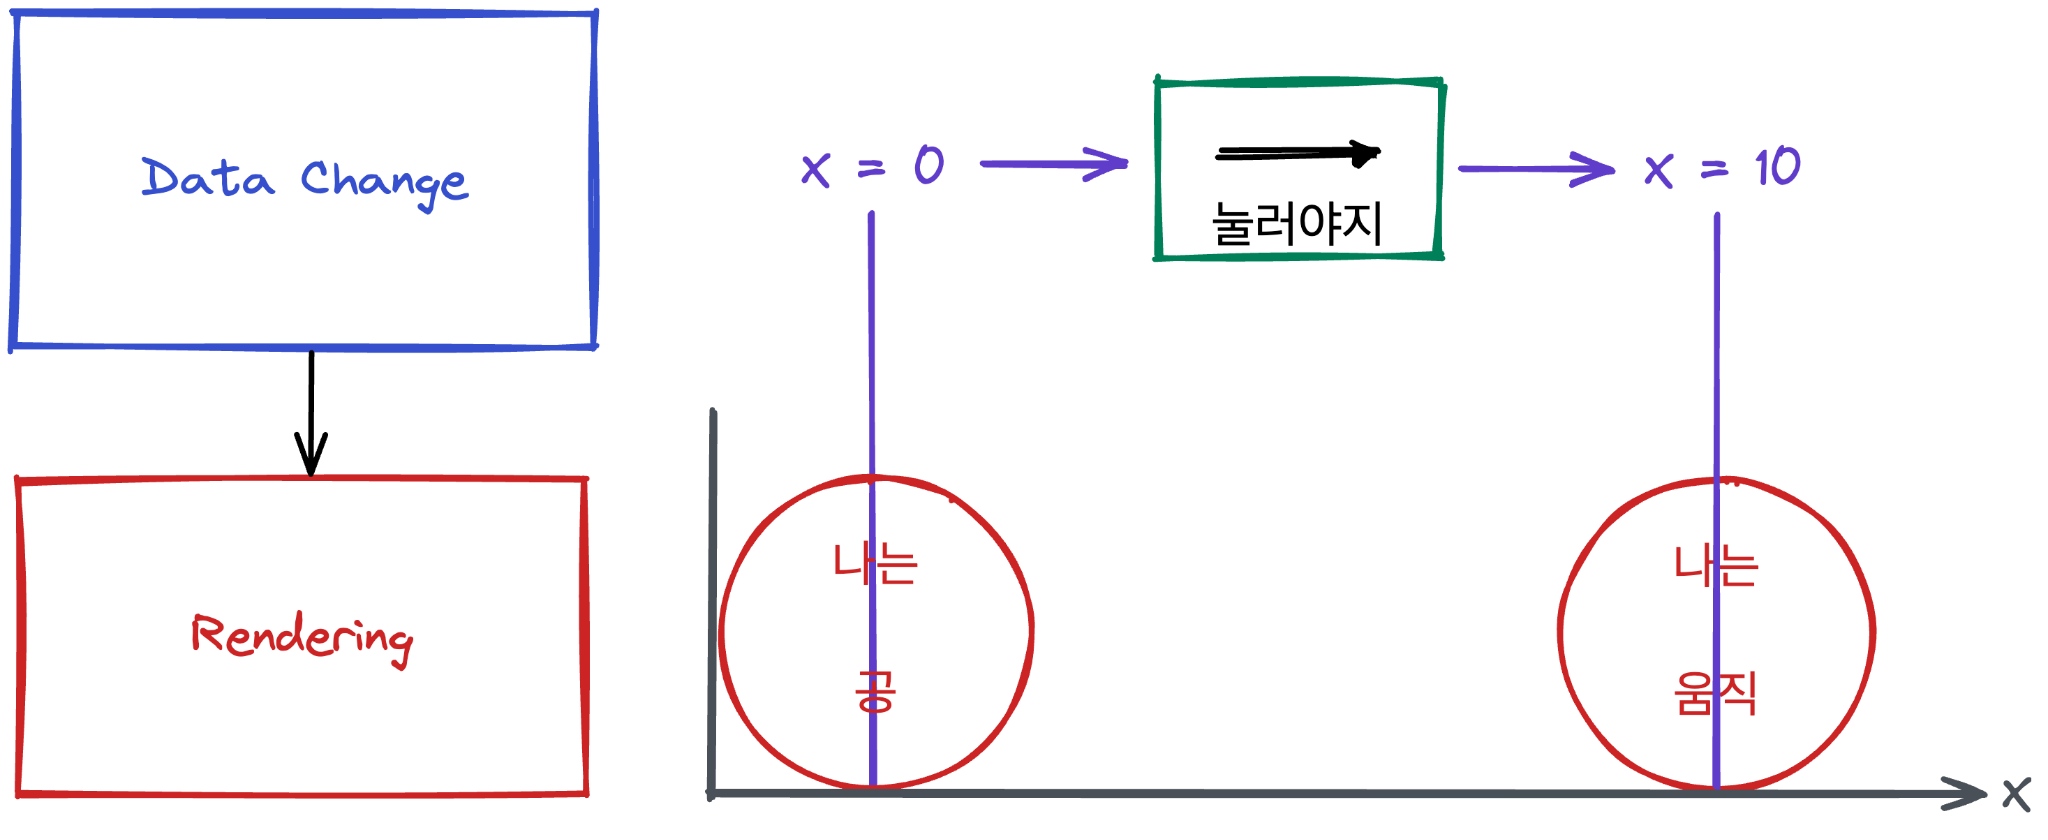 Data Change
x = 0
눌러야지
x = 10
Rendering
나는
공
나는
움직
x